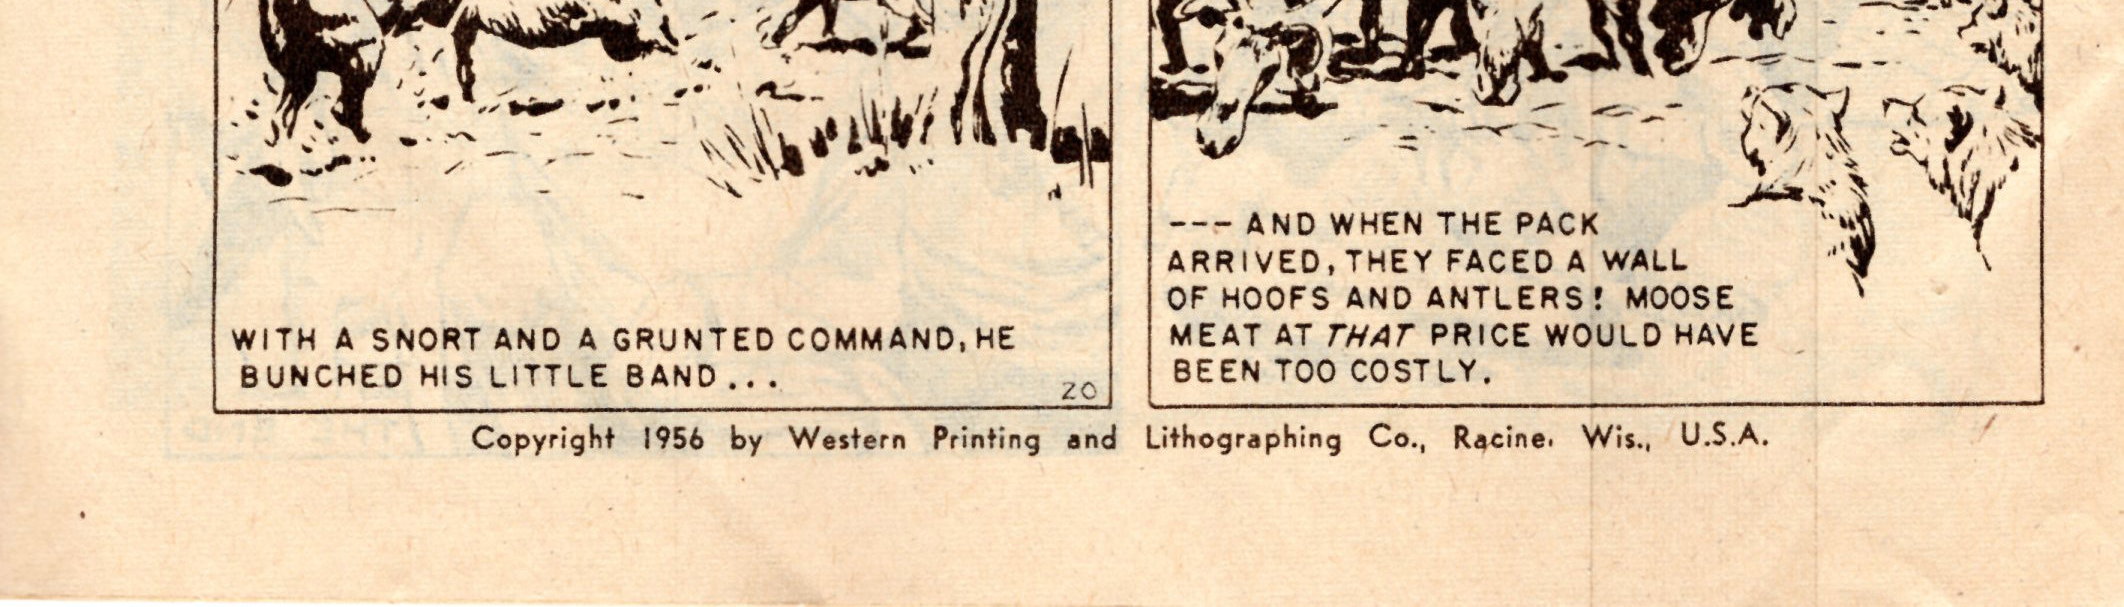 WITH A SNORT AND A GRUNTED COMMAND, HE
BUNCHED HIS LITTLE BAND...
20
--- AND WHEN THE PACK
ARRIVED, THEY FACED A WALL
OF HOOFS AND ANTLERS! MOOSE
MEAT AT THAT PRICE WOULD HAVE
BEEN TOO COSTLY.
Copyright 1956 by Western Printing and Lithographing Co., Racine, Wis., U.S.A.